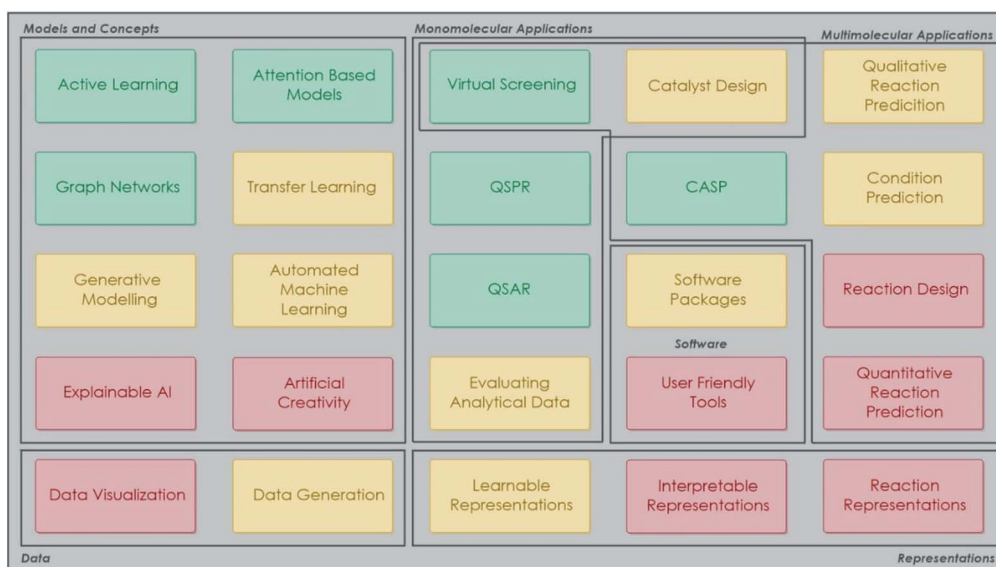 Models and Concepts
Monomolecular Applications
Multimolecular Applications
Active Learning
Attention Based
Models
Virtual Screening
Catalyst Design
Qualitative
Reaction
Predicition
Graph Networks
Transfer Learning
QSPR
CASP
Condition
Prediction
Generative
Modelling
Automated
Machine
Learning
QSAR
Software
Packages
Reaction Design
Software
Explainable AI
Artificial
Creativity
Evaluating
Analytical Data
User Friendly
Tools
Quantitative
Reaction
Prediction
Data Visualization
Data Generation
Learnable
Representations
Interpretable
Representations
Reaction
Representations
Data
Representations